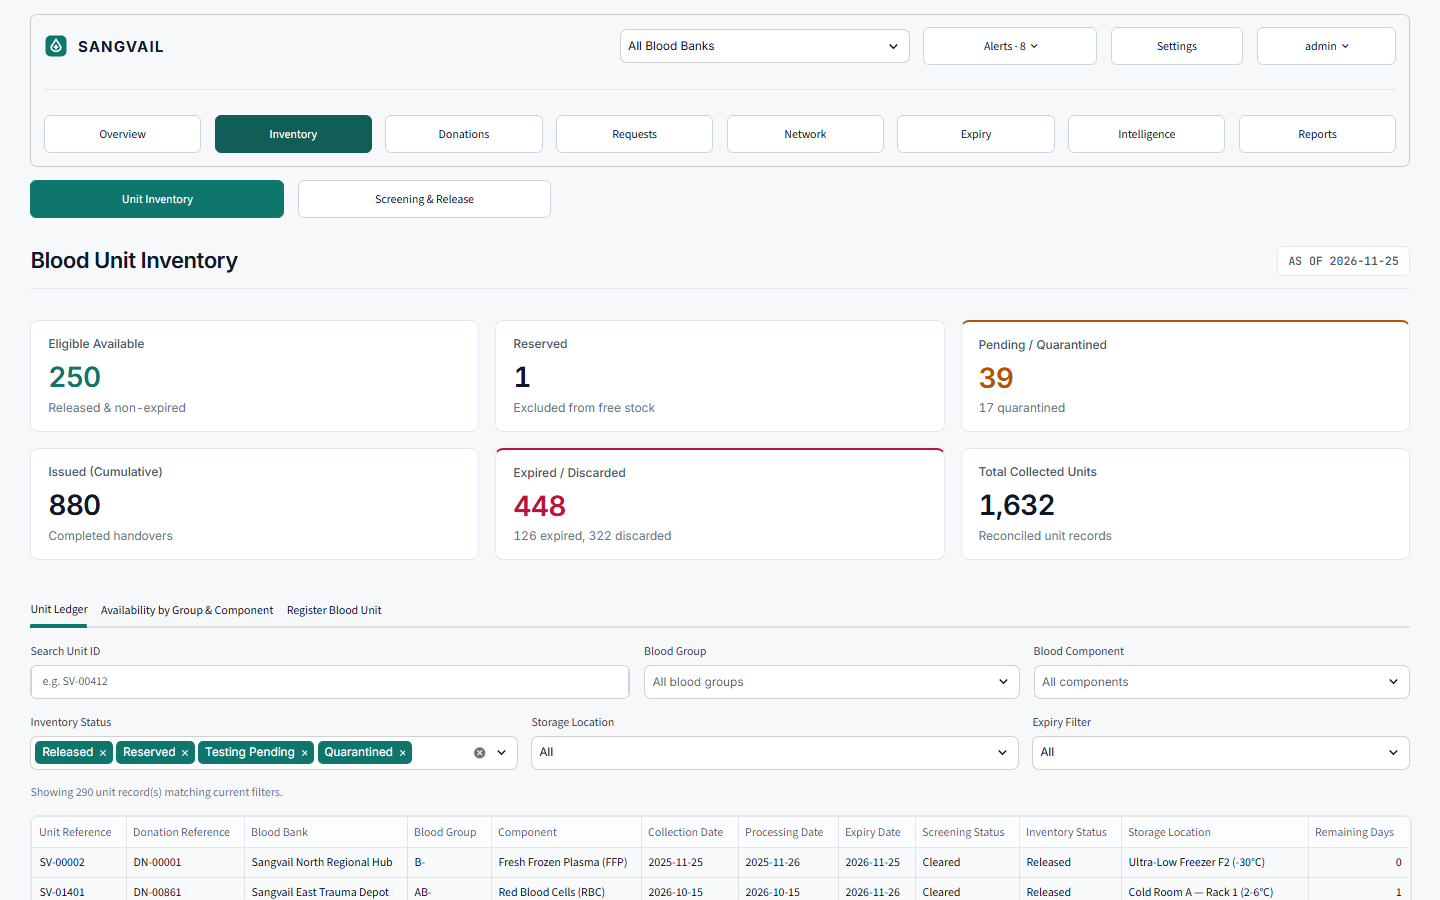 SANGVAIL
All Blood Banks
Alerts · 8
Settings
admin
Overview
Inventory
Donations
Requests
Network
Expiry
Intelligence
Reports
Unit Inventory
Screening & Release
Blood Unit Inventory
AS OF 2026-11-25
Eligible Available
250
Released & non-expired
Reserved
1
Excluded from free stock
Pending / Quarantined
39
17 quarantined
Issued (Cumulative)
880
Completed handovers
Expired / Discarded
448
126 expired, 322 discarded
Total Collected Units
1,632
Reconciled unit records
Unit Ledger
Availability by Group & Component
Register Blood Unit
Search Unit ID
e.g. SV-00412
Blood Group
All blood groups
Blood Component
All components
Inventory Status
Released ×
Reserved ×
Testing Pending ×
Quarantined ×
Storage Location
All
Expiry Filter
All
Showing 290 unit record(s) matching current filters.
Unit Reference Donation Reference Blood Bank Blood Group Component Collection Date Processing Date Expiry Date Screening Status Inventory Status Storage Location Remaining Days
SV-00002 DN-00001 Sangvail North Regional Hub B- Fresh Frozen Plasma (FFP) 2025-11-25 2025-11-26 2026-11-25 Cleared Released Ultra-Low Freezer F2 (-30°C) 0
SV-01401 DN-00861 Sangvail East Trauma Depot AB- Red Blood Cells (RBC) 2026-10-15 2026-10-15 2026-11-26 Cleared Released Cold Room A — Rack 1 (2-6°C) 1